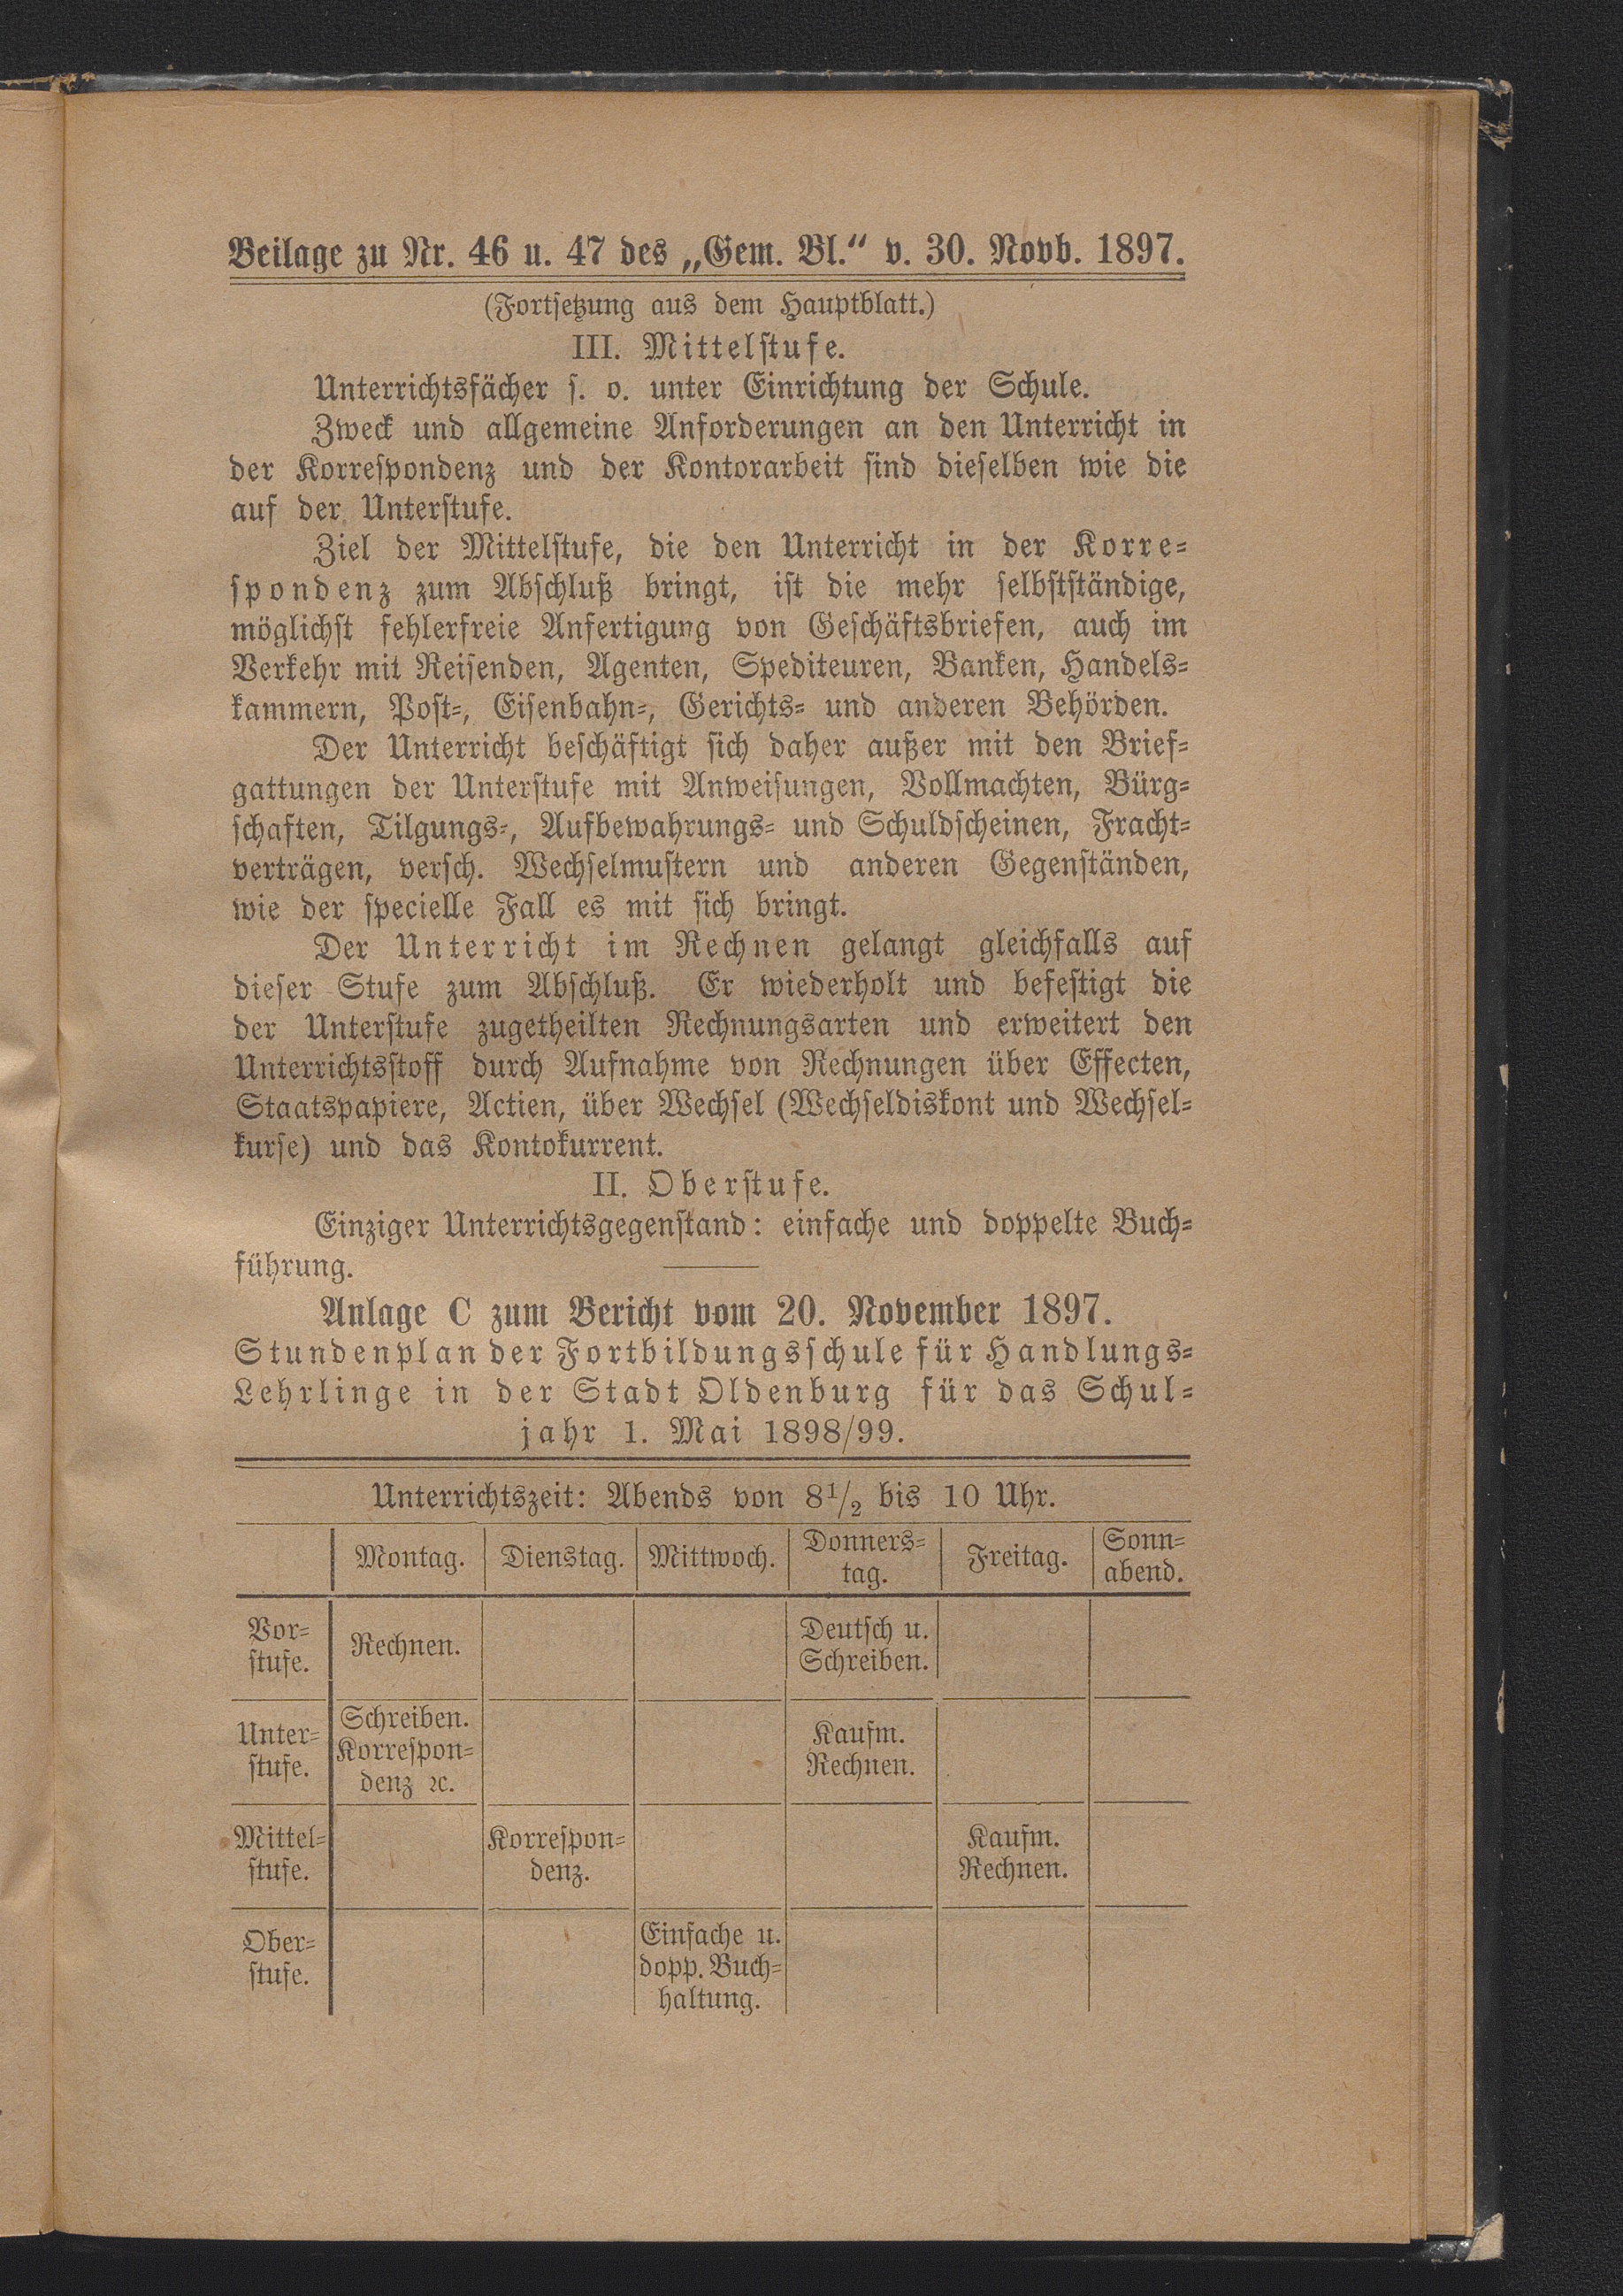 Beilage zu Nr. 46 u. 47 des „Gem. Bl.“ v. 30. Novb. 1897.
(Fortsetzung aus dem Hauptblatt.)
III. Mittelstufe.
Unterrichtsfächer s. o. unter Einrichtung der Schule.
Zweck und allgemeine Anforderungen an den Unterricht in
der Korrespondenz und der Kontorarbeit sind dieselben wie die
auf der Unterstufe.
Ziel der Mittelstufe, die den Unterricht in der Korre-
spondenz zum Abschluß bringt, ist die mehr selbstständige,
möglichst fehlerfreie Anfertigung von Geschäftsbriefen, auch im
Verkehr mit Reisenden, Agenten, Spediteuren, Banken, Handels-
kammern, Post-, Eisenbahn-, Gerichts- und anderen Behörden.
Der Unterricht beschäftigt sich daher außer mit den Brief-
gattungen der Unterstufe mit Anweisungen, Vollmachten, Bürg-
schaften, Tilgungs-, Aufbewahrungs- und Schuldscheinen, Fracht-
verträgen, versch. Wechselmustern und anderen Gegenständen,
wie der specielle Fall es mit sich bringt.
Der Unterricht im Rechnen gelangt gleichfalls auf
dieser Stufe zum Abschluß. Er wiederholt und befestigt die
der Unterstufe zugetheilten Rechnungsarten und erweitert den
Unterrichtsstoff durch Aufnahme von Rechnungen über Effecten,
Staatspapiere, Actien, über Wechsel (Wechseldiskont und Wechsel-
kurse) und das Kontokurrent.
II. Oberstufe.
Einziger Unterrichtsgegenstand: einfache und doppelte Buch-
führung.
Anlage C zum Bericht vom 20. November 1897.
Stundenplan der Fortbildungsschule für Handlungs-
Lehrlinge in der Stadt Oldenburg für das Schul-
jahr 1. Mai 1898/99.
Unterrichtszeit: Abends von 8 1/2 bis 10 Uhr.
Montag. Dienstag. Mittwoch. Donners- Freitag. Sonn-
tag. abend.
Vor- Rechnen. Deutsch u.
stufe. Schreiben.
Schreiben.
Unter- Korrespon- Kaufm.
stufe. denz ꝛc. Rechnen.
Mittel- Korrespon- Kaufm.
stufe. denz. Rechnen.
Ober- Einfache u.
stufe. dopp. Buch-
haltung.